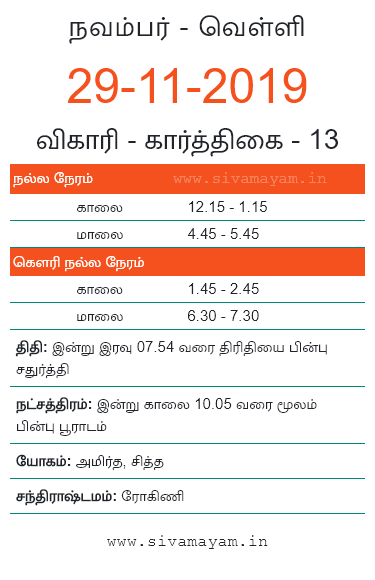 நவம்பர் - வெள்ளி
29-11-2019
விகாரி - கார்த்திகை - 13
நல்ல நேரம் www.sivamayam.in
காலை 12.15 - 1.15
மாலை 4.45 - 5.45
கௌரி நல்ல நேரம்
காலை 1.45 - 2.45
மாலை 6.30 - 7.30
திதி: இன்று இரவு 07.54 வரை திரிதியை பின்பு
சதுர்த்தி
நட்சத்திரம்: இன்று காலை 10.05 வரை மூலம்
பின்பு பூராடம்
யோகம்: அமிர்த, சித்த
சந்திராஷ்டமம்: ரோகிணி
www.sivamayam.in